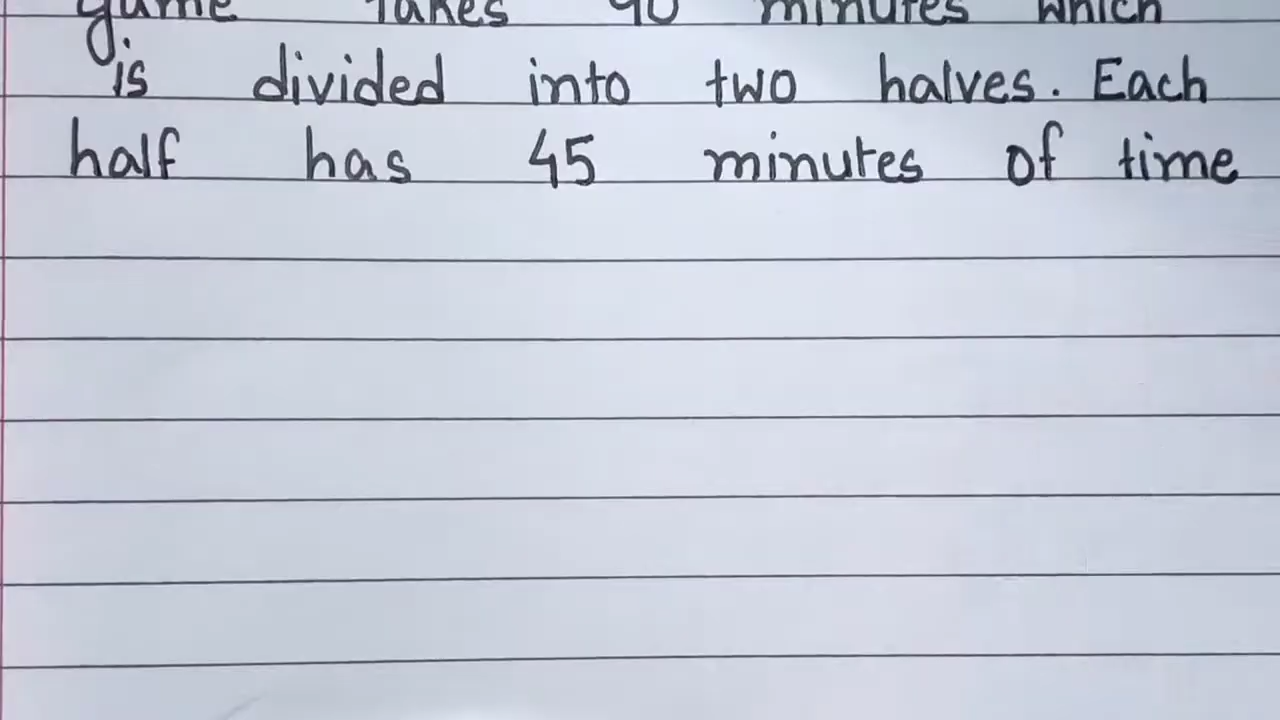 game takes 90 minutes which
is divided into two halves. Each
half has 45 minutes of time